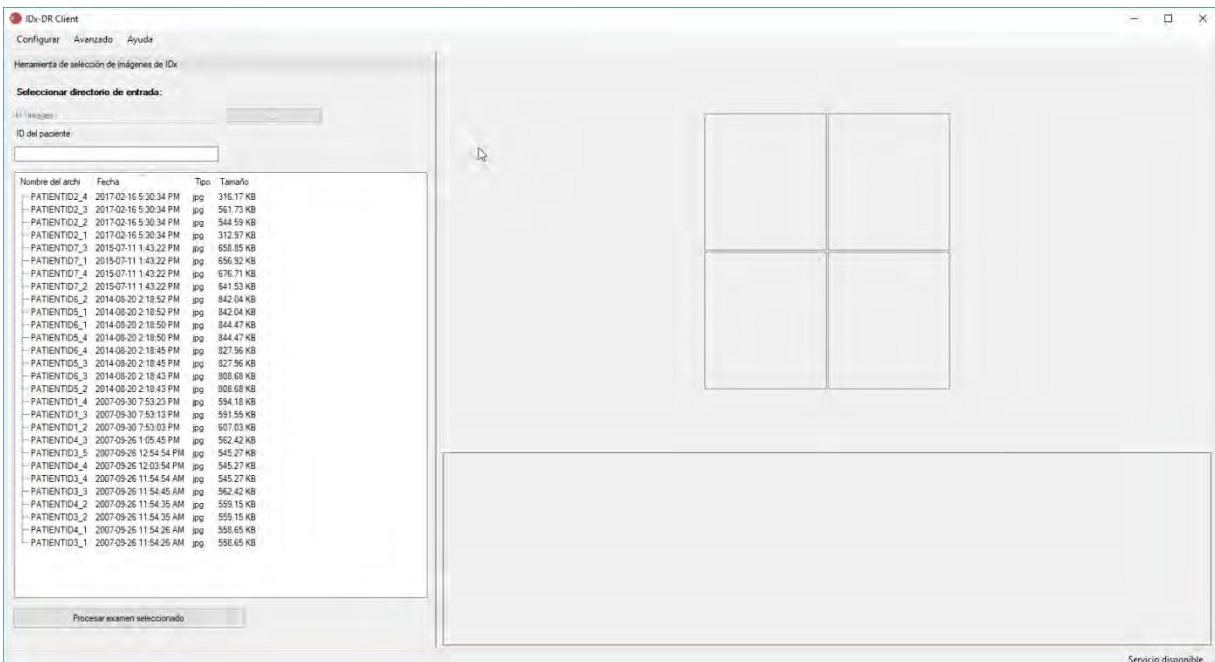 IDx-DR Client
Configurar Avanzado Ayuda
Herramienta de selección de imágenes de IDx
Seleccionar directorio de entrada:
...
ID del paciente:
Nombre del archi Fecha Tipo Tamaño
PATIENTID2_4 2017-02-16 5:30:34 PM jpg 316.17 KB
PATIENTID2_3 2017-02-16 5:30:34 PM jpg 561.73 KB
PATIENTID2_2 2017-02-16 5:30:34 PM jpg 544.59 KB
PATIENTID2_1 2017-02-16 5:30:34 PM jpg 312.97 KB
PATIENTID7_3 2015-07-11 1:43:22 PM jpg 658.85 KB
PATIENTID7_1 2015-07-11 1:43:22 PM jpg 656.92 KB
PATIENTID7_4 2015-07-11 1:43:22 PM jpg 676.71 KB
PATIENTID7_2 2015-07-11 1:43:22 PM jpg 641.53 KB
PATIENTID6_2 2014-08-20 2:18:52 PM jpg 842.04 KB
PATIENTID5_1 2014-08-20 2:18:52 PM jpg 842.04 KB
PATIENTID6_1 2014-08-20 2:18:50 PM jpg 844.47 KB
PATIENTID5_4 2014-08-20 2:18:50 PM jpg 844.47 KB
PATIENTID6_4 2014-08-20 2:18:45 PM jpg 827.96 KB
PATIENTID5_3 2014-08-20 2:18:45 PM jpg 827.96 KB
PATIENTID6_3 2014-08-20 2:18:43 PM jpg 808.68 KB
PATIENTID5_2 2014-08-20 2:18:43 PM jpg 808.68 KB
PATIENTID1_4 2007-09-30 7:53:23 PM jpg 594.18 KB
PATIENTID1_3 2007-09-30 7:53:13 PM jpg 591.55 KB
PATIENTID1_2 2007-09-30 7:53:03 PM jpg 607.03 KB
PATIENTID4_3 2007-09-26 1:05:45 PM jpg 562.42 KB
PATIENTID3_5 2007-09-26 12:54:54 PM jpg 545.27 KB
PATIENTID4_4 2007-09-26 12:03:54 PM jpg 545.27 KB
PATIENTID3_4 2007-09-26 11:54:54 AM jpg 545.27 KB
PATIENTID3_3 2007-09-26 11:54:45 AM jpg 562.42 KB
PATIENTID4_2 2007-09-26 11:54:35 AM jpg 559.15 KB
PATIENTID3_2 2007-09-26 11:54:35 AM jpg 559.15 KB
PATIENTID4_1 2007-09-26 11:54:26 AM jpg 558.65 KB
PATIENTID3_1 2007-09-26 11:54:26 AM jpg 558.65 KB
Procesar examen seleccionado
Servicio disponible